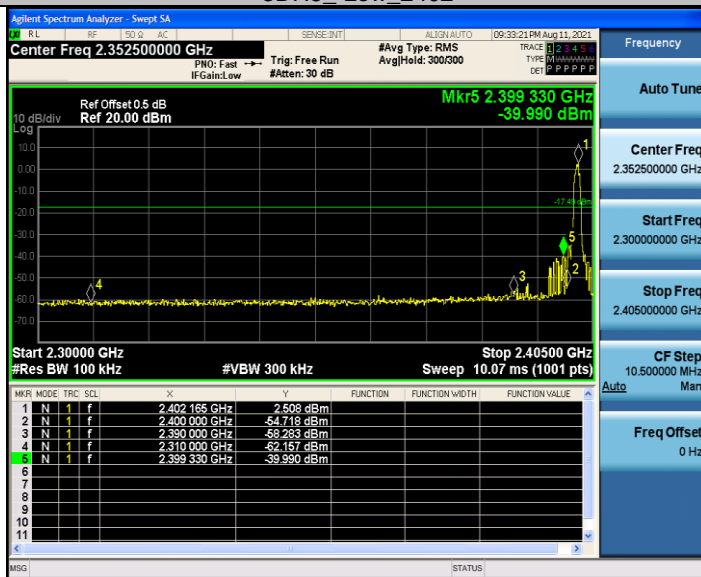 Agilent Spectrum Analyzer - Swept SA
RL RF 50 Ω AC SENSE:INT ALIGN AUTO 09:33:21 PM Aug 11, 2021
Center Freq 2.352500000 GHz
PNO: Fast
IFGain:Low
Trig: Free Run
#Atten: 30 dB
#Avg Type: RMS
Avg|Hold: 300/300
TRACE 1 2 3 4 5 6
TYPE M
DET P P P P P P
Ref Offset 0.5 dB
Ref 20.00 dBm
10 dB/div
Log
Mkr5 2.399 330 GHz
-39.990 dBm
10.0
0.00
-10.0
-20.0
-30.0
-40.0
-50.0
-60.0
-70.0
1
5
2
3
4
Start 2.30000 GHz Stop 2.40500 GHz
#Res BW 100 kHz #VBW 300 kHz Sweep 10.07 ms (1001 pts)
MKR MODE TRC SCL X Y FUNCTION FUNCTION WIDTH FUNCTION VALUE
1 N 1 f 2.402 165 GHz 2.508 dBm
2 N 1 f 2.400 000 GHz -54.718 dBm
3 N 1 f 2.390 000 GHz -58.283 dBm
4 N 1 f 2.310 000 GHz -62.157 dBm
5 N 1 f 2.399 330 GHz -39.990 dBm
6
7
8
9
10
11
MSG STATUS
Frequency
Auto Tune
Center Freq
2.352500000 GHz
Start Freq
2.300000000 GHz
Stop Freq
2.405000000 GHz
CF Step
10.500000 MHz
Auto Man
Freq Offset
0 Hz